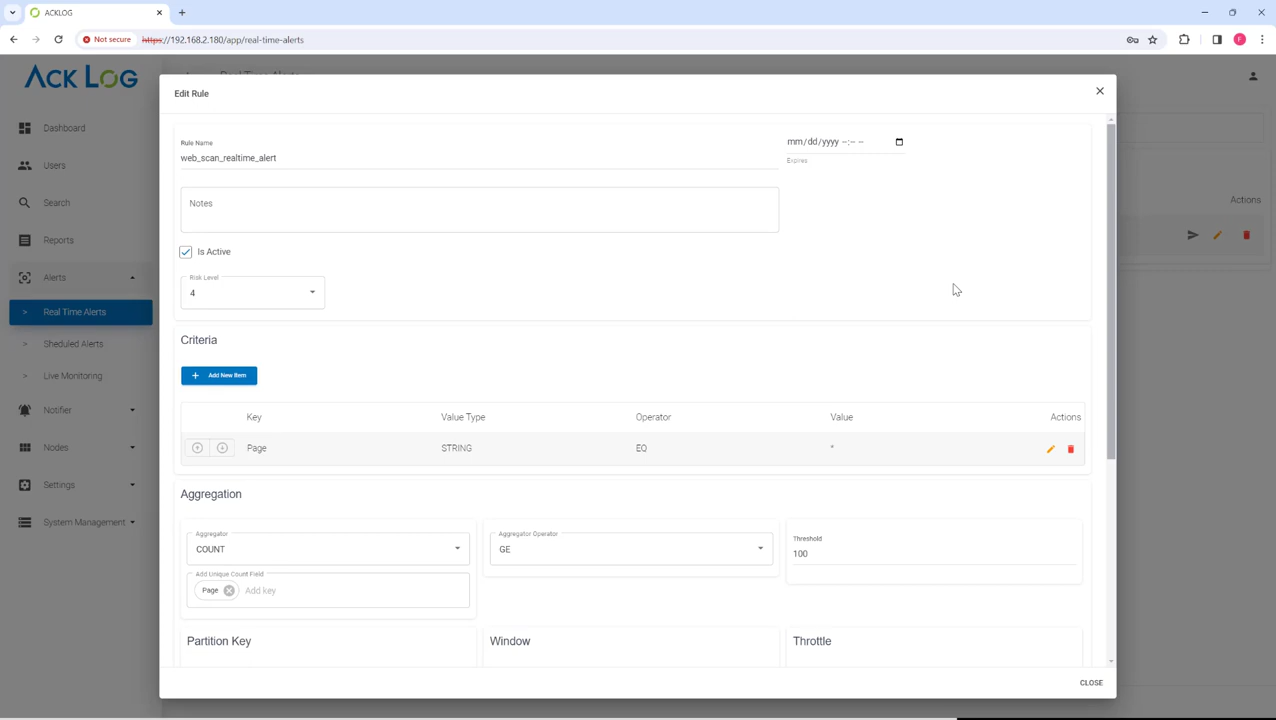 ACKLOG
Not secure
https://192.168.2.180/app/real-time-alerts
F
ACK LOG
Real Time Alerts
Dashboard
Users
Search
Reports
Alerts
> Real Time Alerts
> Sheduled Alerts
> Live Monitoring
Notifier
Nodes
Settings
System Management
Actions
Edit Rule
Rule Name
web_scan_realtime_alert
mm/dd/yyyy --:-- --
Expires
Notes
Is Active
Risk Level
4
Criteria
+ Add New Item
Key Value Type Operator Value Actions
Page STRING EQ *
Aggregation
Aggregator
COUNT
Aggregator Operator
GE
Threshold
100
Add Unique Count Field
Page Add key
Partition Key
Window
Throttle
CLOSE